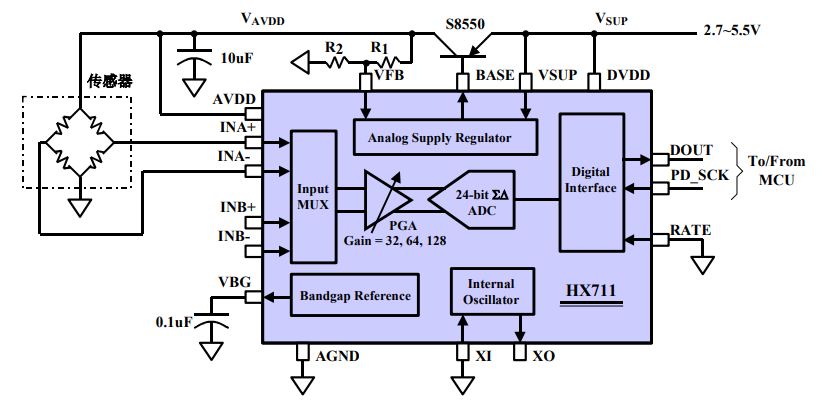 VAVDD
S8550
VSUP
2.7~5.5V
10uF
R2
R1
传感器
VFB
BASE
VSUP
DVDD
AVDD
INA+
INA-
INB+
INB-
Analog Supply Regulator
Input
MUX
PGA
Gain = 32, 64, 128
24-bit ΣΔ
ADC
Digital
Interface
DOUT
PD_SCK
To/From
MCU
RATE
VBG
0.1uF
Bandgap Reference
Internal
Oscillator
HX711
AGND
XI
XO